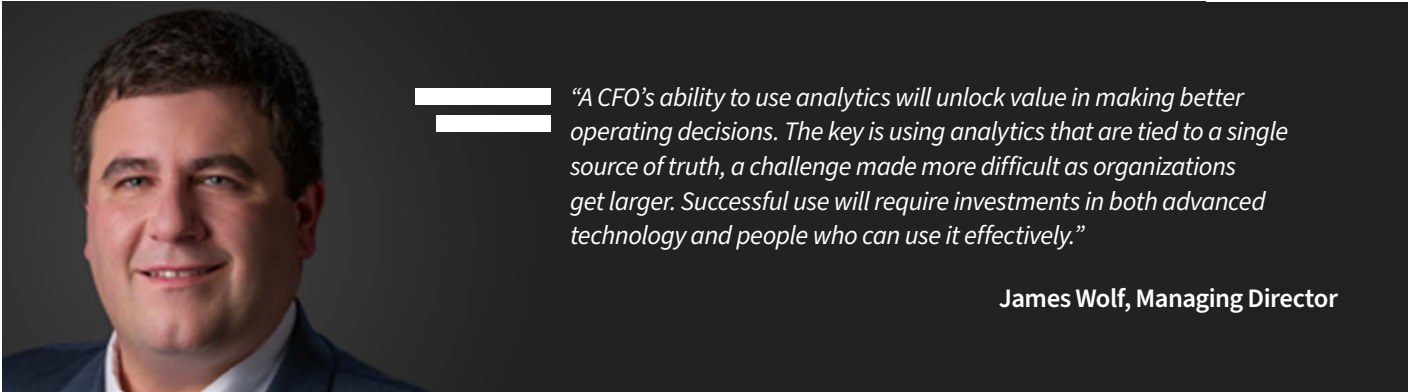 “A CFO’s ability to use analytics will unlock value in making better
operating decisions. The key is using analytics that are tied to a single
source of truth, a challenge made more difficult as organizations
get larger. Successful use will require investments in both advanced
technology and people who can use it effectively.”
James Wolf, Managing Director